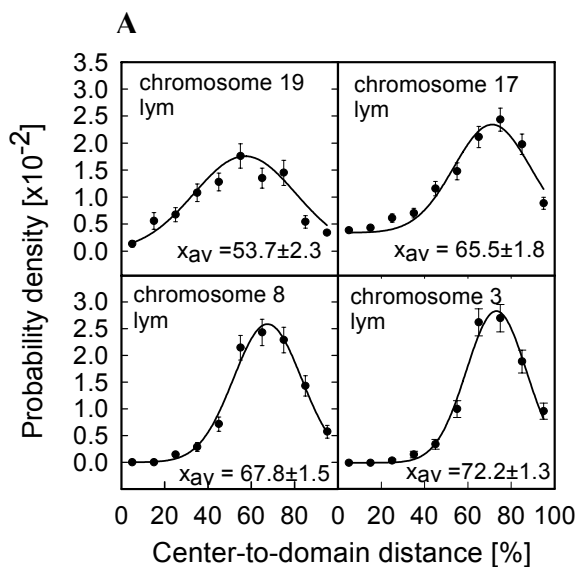 A
3.5
3.0
2.5
2.0
1.5
1.0
0.5
0.0
chromosome 19
lym
xav =53.7±2.3
chromosome 17
lym
xav = 65.5±1.8
3.0
2.5
2.0
1.5
1.0
0.5
0.0
chromosome 8
lym
xav = 67.8±1.5
chromosome 3
lym
xav =72.2±1.3
Probability density [x10-2]
0 20 40 60 80 0 20 40 60 80 100
Center-to-domain distance [%]